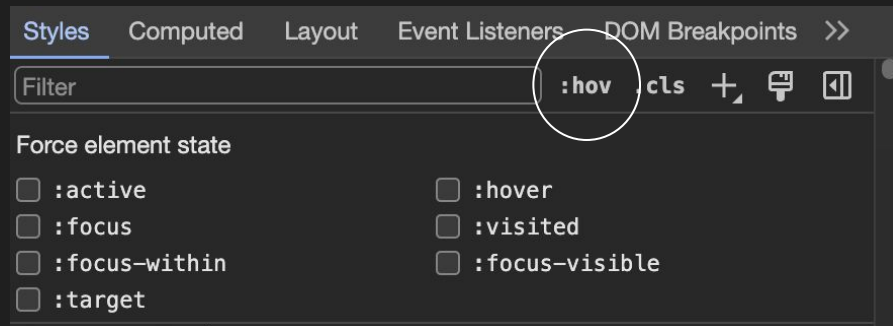 Styles Computed Layout Event Listeners DOM Breakpoints
Filter :hov .cls
Force element state
:active :hover
:focus :visited
:focus-within :focus-visible
:target